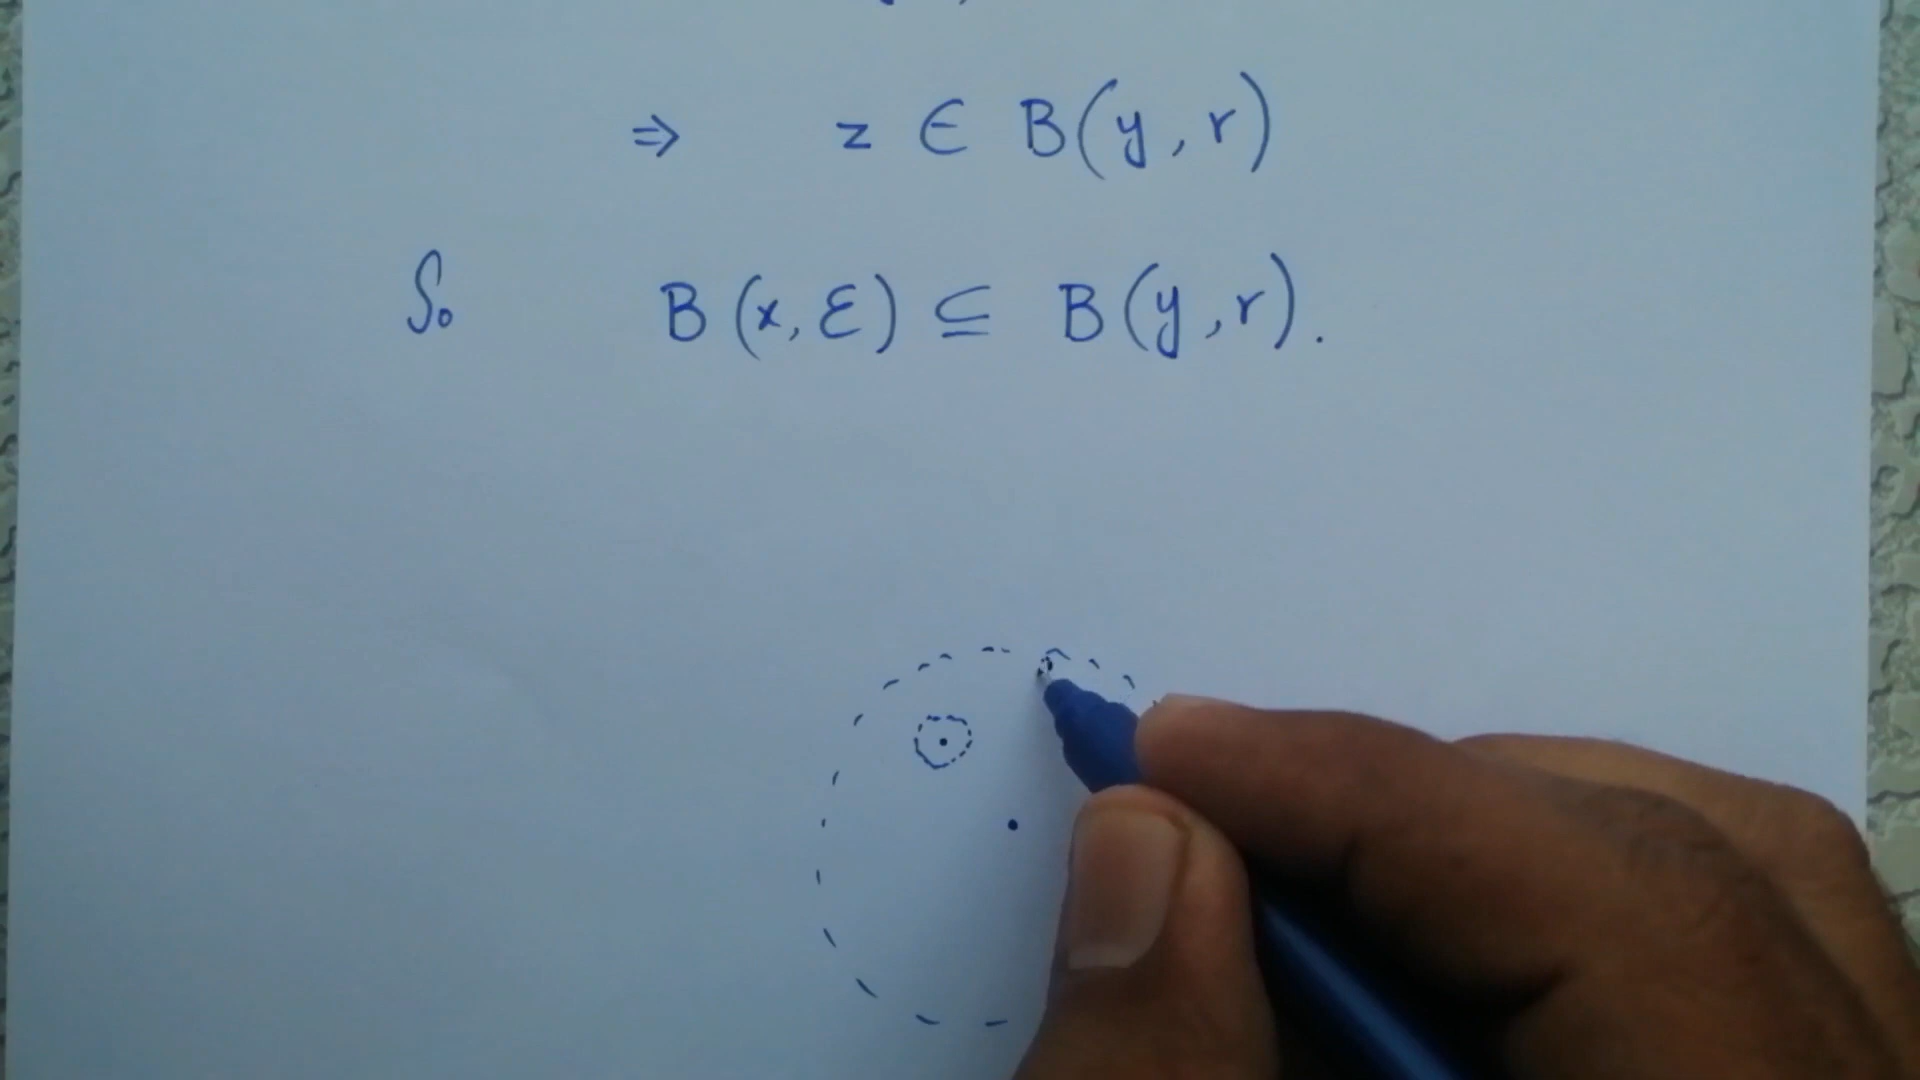 ⇒ z ∈ B(y, r)
So B(x, ε) ⊆ B(y, r).